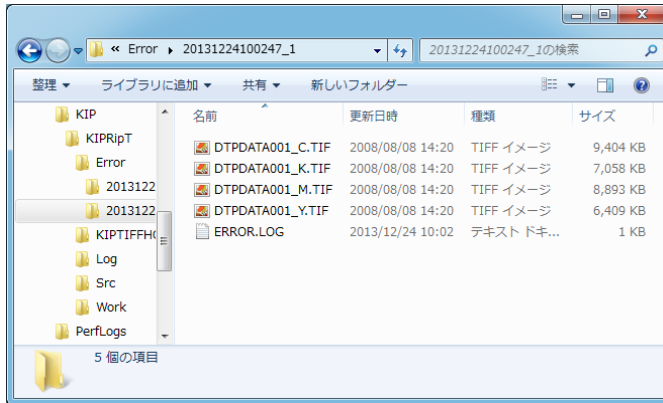 « Error ▸ 20131224100247_1
20131224100247_1の検索
整理 ▼ ライブラリに追加 ▼ 共有 ▼ 新しいフォルダー
KIP
KIPRipT
Error
2013122
2013122
KIPTIFFH
Log
Src
Work
PerfLogs
名前 更新日時 種類 サイズ
DTPDATA001_C.TIF 2008/08/08 14:20 TIFF イメージ 9,404 KB
DTPDATA001_K.TIF 2008/08/08 14:20 TIFF イメージ 7,058 KB
DTPDATA001_M.TIF 2008/08/08 14:20 TIFF イメージ 8,893 KB
DTPDATA001_Y.TIF 2008/08/08 14:20 TIFF イメージ 6,409 KB
ERROR.LOG 2013/12/24 10:02 テキスト ドキ... 1 KB
5 個の項目